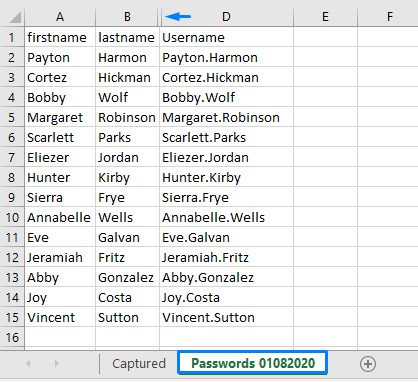 A B D E F
1 firstname lastname Username
2 Payton Harmon Payton.Harmon
3 Cortez Hickman Cortez.Hickman
4 Bobby Wolf Bobby.Wolf
5 Margaret Robinson Margaret.Robinson
6 Scarlett Parks Scarlett.Parks
7 Eliezer Jordan Eliezer.Jordan
8 Hunter Kirby Hunter.Kirby
9 Sierra Frye Sierra.Frye
10 Annabelle Wells Annabelle.Wells
11 Eve Galvan Eve.Galvan
12 Jeramiah Fritz Jeramiah.Fritz
13 Abby Gonzalez Abby.Gonzalez
14 Joy Costa Joy.Costa
15 Vincent Sutton Vincent.Sutton
16
Captured Passwords 01082020